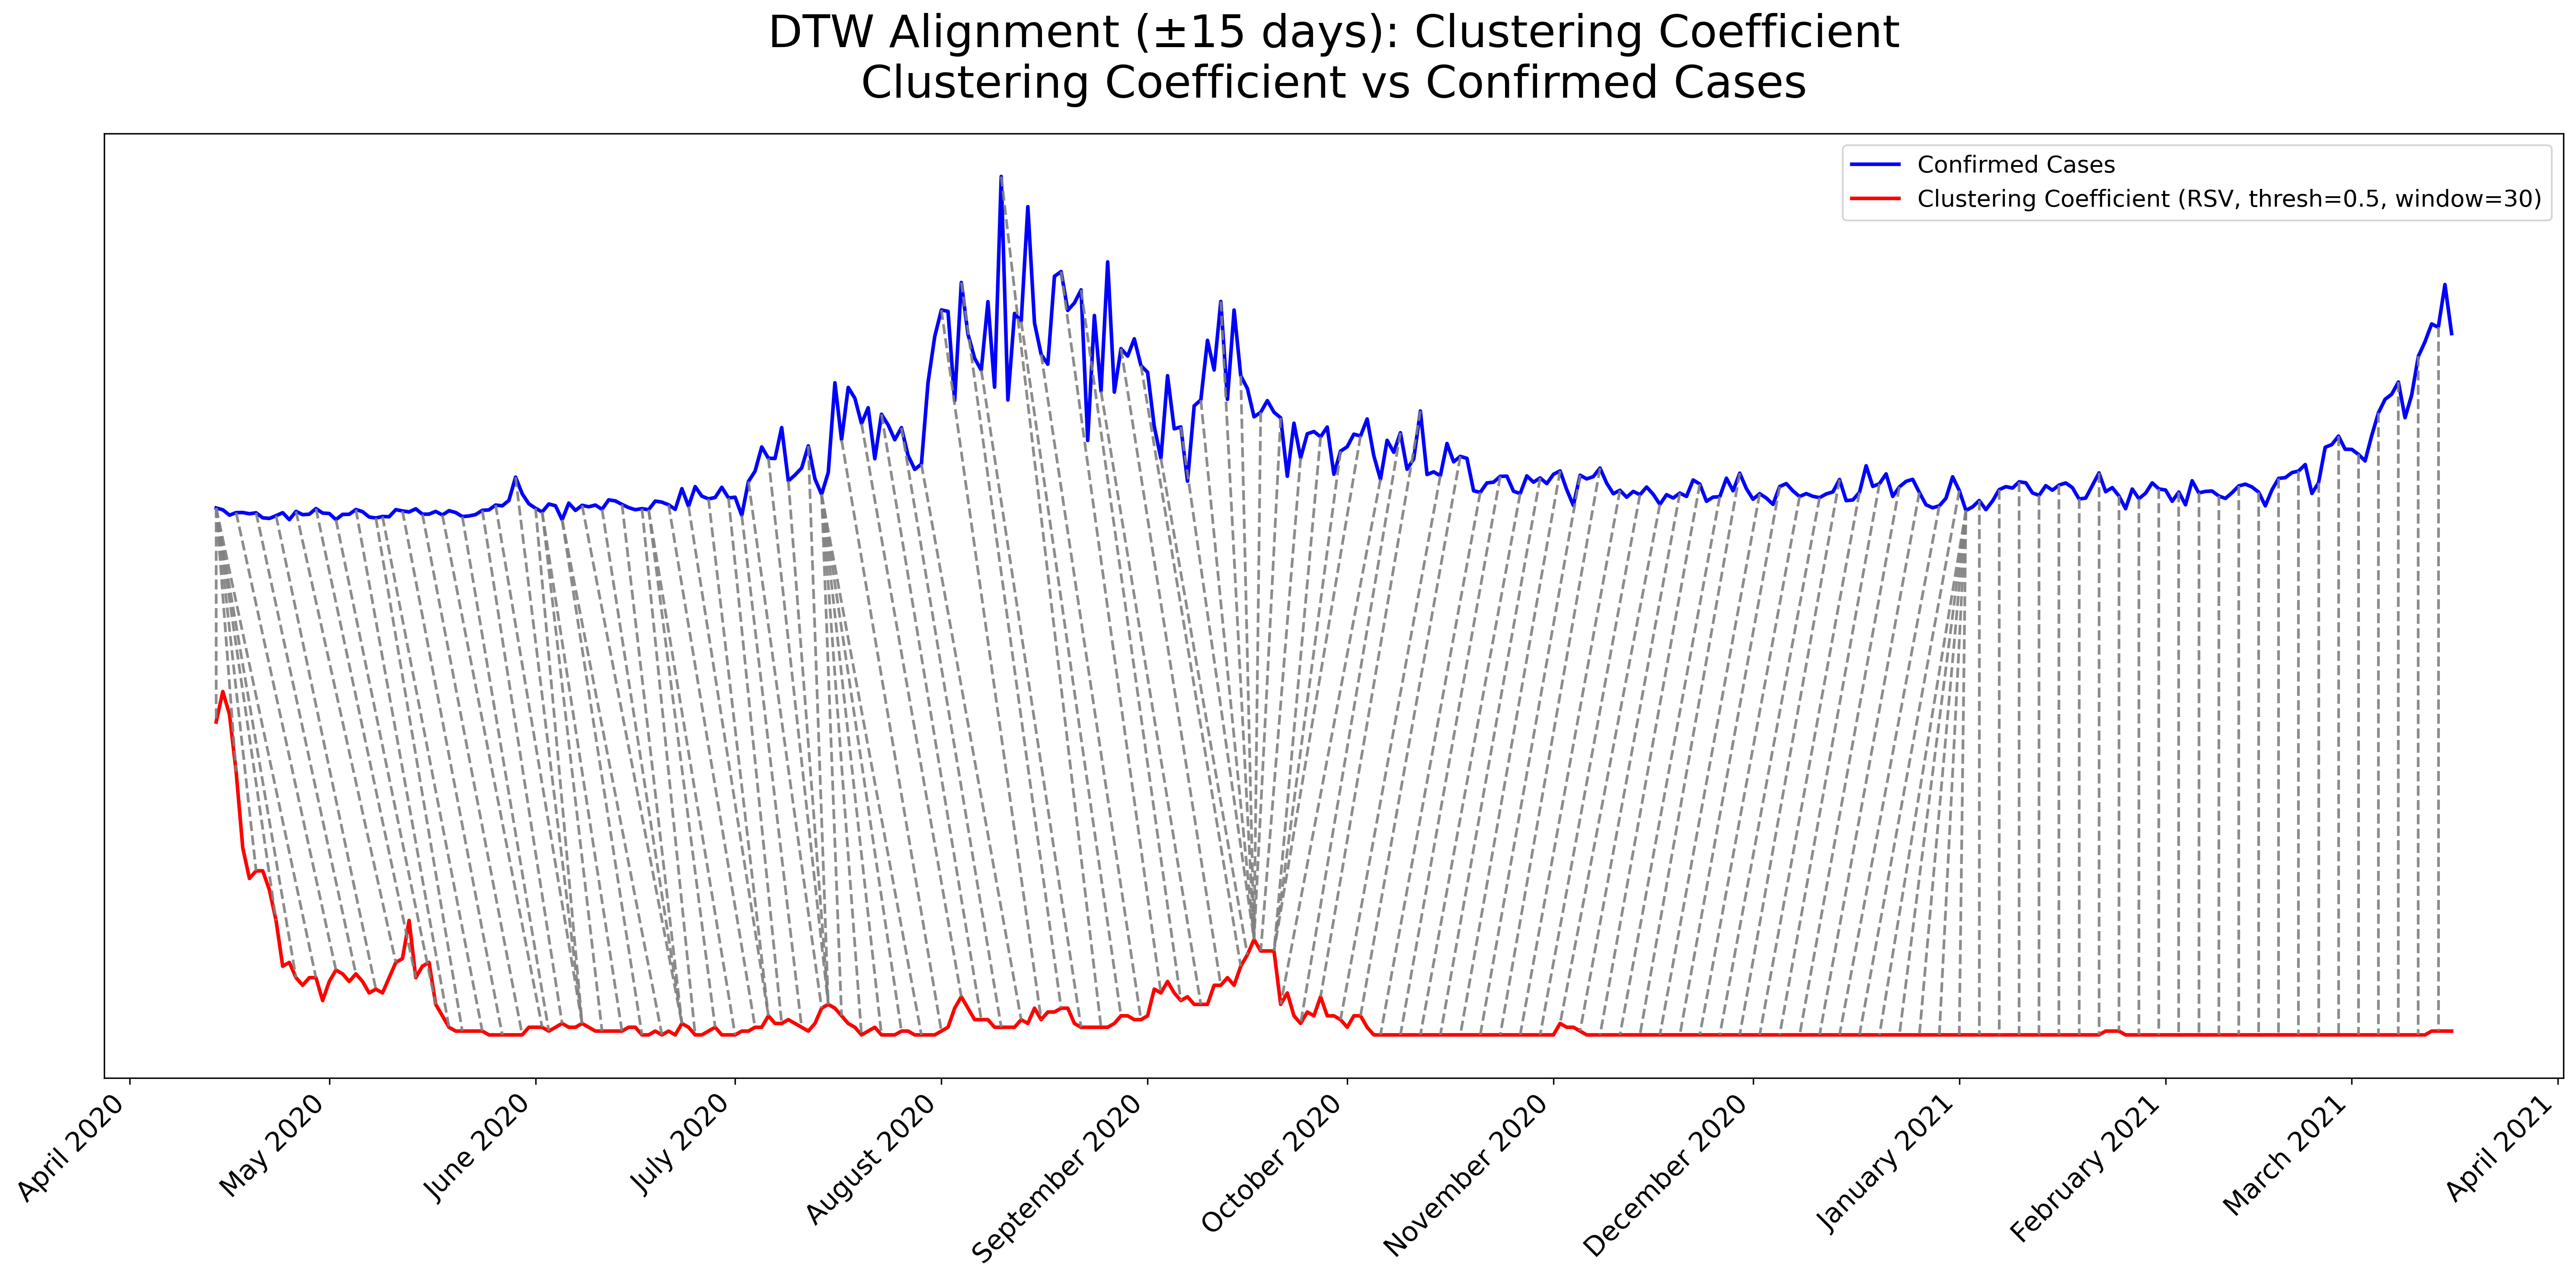 DTW Alignment (±15 days): Clustering Coefficient
Clustering Coefficient vs Confirmed Cases
Confirmed Cases
Clustering Coefficient (RSV, thresh=0.5, window=30)
April 2020
May 2020
June 2020
July 2020
August 2020
September 2020
October 2020
November 2020
December 2020
January 2021
February 2021
March 2021
April 2021